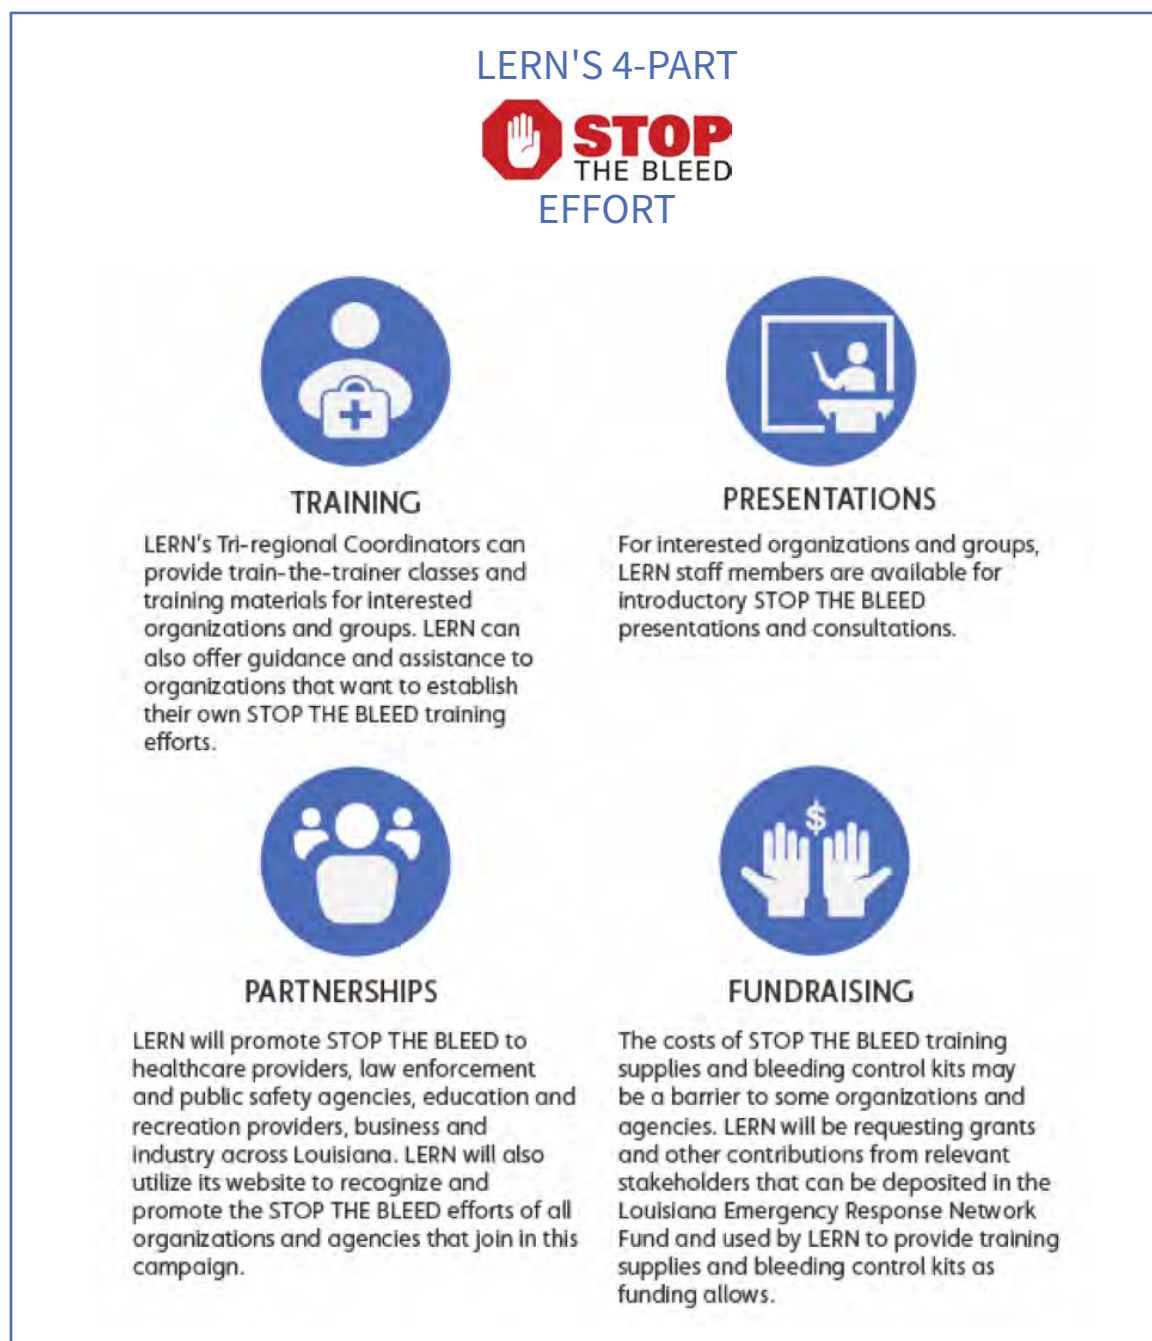 LERN'S 4-PART
STOP
THE BLEED
EFFORT
TRAINING
LERN's Tri-regional Coordinators can
provide train-the-trainer classes and
training materials for interested
organizations and groups. LERN can
also offer guidance and assistance to
organizations that want to establish
their own STOP THE BLEED training
efforts.
PRESENTATIONS
For interested organizations and groups,
LERN staff members are available for
introductory STOP THE BLEED
presentations and consultations.
PARTNERSHIPS
LERN will promote STOP THE BLEED to
healthcare providers, law enforcement
and public safety agencies, education and
recreation providers, business and
industry across Louisiana. LERN will also
utilize its website to recognize and
promote the STOP THE BLEED efforts of all
organizations and agencies that join in this
campaign.
$
FUNDRAISING
The costs of STOP THE BLEED training
supplies and bleeding control kits may
be a barrier to some organizations and
agencies. LERN will be requesting grants
and other contributions from relevant
stakeholders that can be deposited in the
Louisiana Emergency Response Network
Fund and used by LERN to provide training
supplies and bleeding control kits as
funding allows.